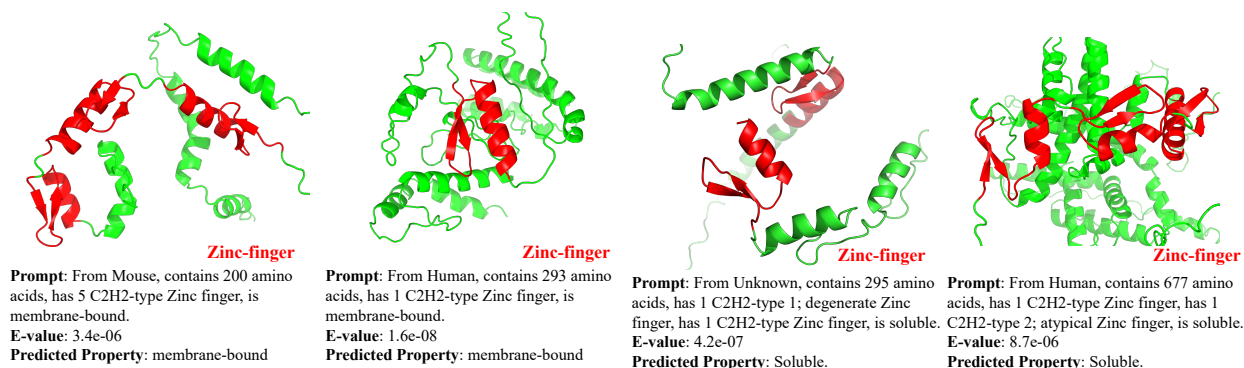 Zinc-finger
Prompt: From Mouse, contains 200 amino
acids, has 5 C2H2-type Zinc finger, is
membrane-bound.
E-value: 3.4e-06
Predicted Property: membrane-bound
Zinc-finger
Prompt: From Human, contains 293 amino
acids, has 1 C2H2-type Zinc finger, is
membrane-bound.
E-value: 1.6e-08
Predicted Property: membrane-bound
Zinc-finger
Prompt: From Unknown, contains 295 amino
acids, has 1 C2H2-type 1; degenerate Zinc
finger, has 1 C2H2-type Zinc finger, is soluble.
E-value: 4.2e-07
Predicted Property: Soluble.
Zinc-finger
Prompt: From Human, contains 677 amino
acids, has 1 C2H2-type Zinc finger, has 1
C2H2-type 2; atypical Zinc finger, is soluble.
E-value: 8.7e-06
Predicted Property: Soluble.